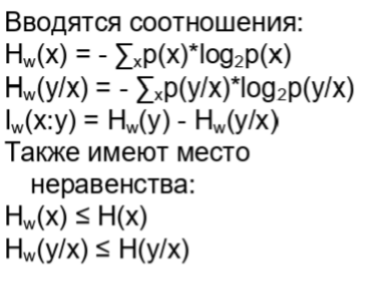 Вводятся соотношения:
Hw(x) = - ∑xp(x)*log2p(x)
Hw(y/x) = - ∑xp(y/x)*log2p(y/x)
Iw(x:y) = Hw(y) - Hw(y/x)
Также имеют место
неравенства:
Hw(x) ≤ H(x)
Hw(y/x) ≤ H(y/x)